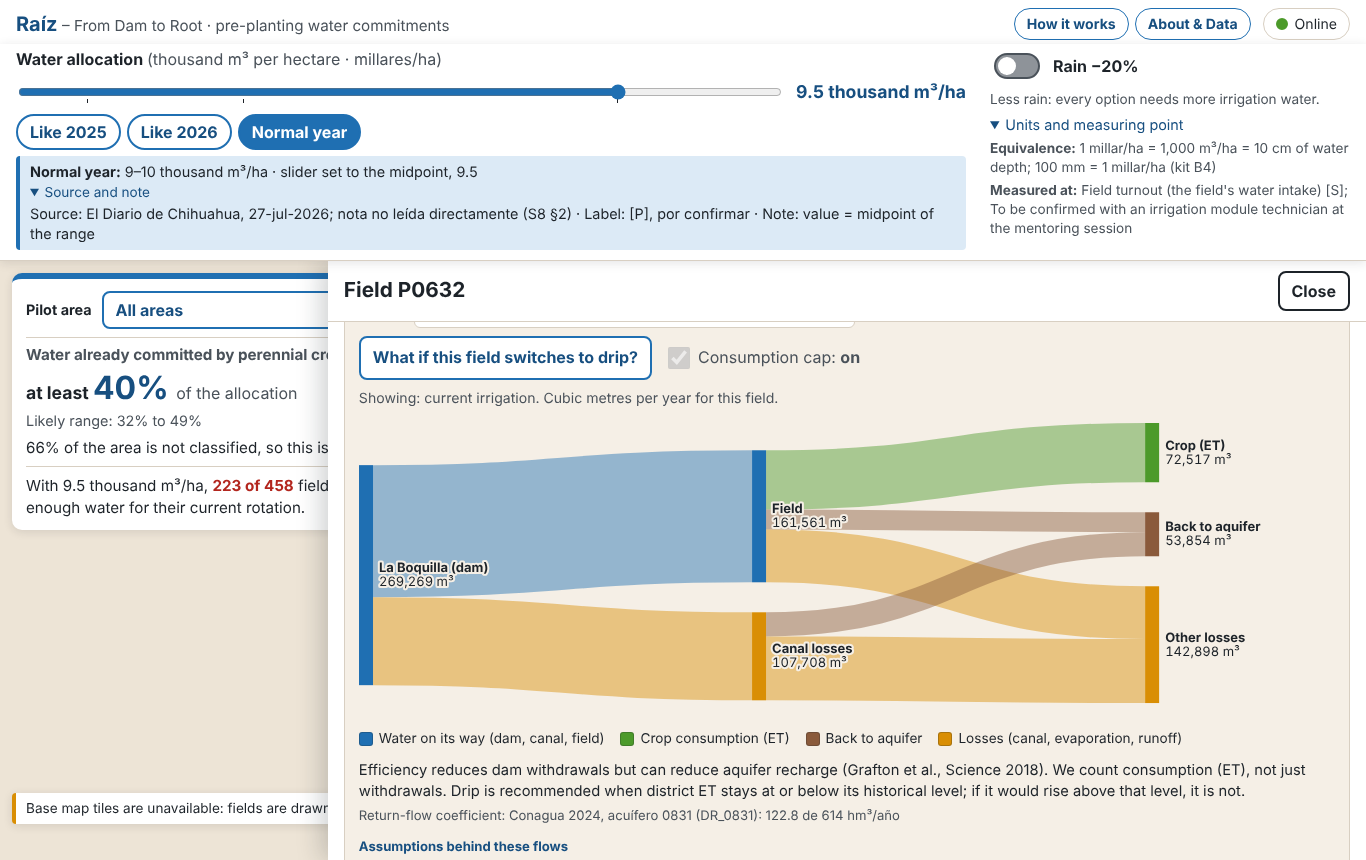 Raíz – From Dam to Root · pre-planting water commitments
How it works
About & Data
Online
Water allocation (thousand m³ per hectare · millares/ha)
9.5 thousand m³/ha
Like 2025
Like 2026
Normal year
Normal year: 9–10 thousand m³/ha · slider set to the midpoint, 9.5
▼ Source and note
Source: El Diario de Chihuahua, 27-jul-2026; nota no leída directamente (S8 §2) · Label: [P], por confirmar · Note: value = midpoint of
the range
Rain −20%
Less rain: every option needs more irrigation water.
▼ Units and measuring point
Equivalence: 1 millar/ha = 1,000 m³/ha = 10 cm of water
depth; 100 mm = 1 millar/ha (kit B4)
Measured at: Field turnout (the field's water intake) [S];
To be confirmed with an irrigation module technician at
the mentoring session
Pilot area
All areas
Water already committed by perennial
at least 40% of the allocation
Likely range: 32% to 49%
66% of the area is not classified, so this is
With 9.5 thousand m³/ha, 223 of 458 field
enough water for their current rotation.
Base map tiles are unavailable: fields are drawn
Field P0632
Close
What if this field switches to drip?
Consumption cap: on
Showing: current irrigation. Cubic metres per year for this field.
La Boquilla (dam)
269,269 m³
Field
161,561 m³
Canal losses
107,708 m³
Crop (ET)
72,517 m³
Back to aquifer
53,854 m³
Other losses
142,898 m³
Water on its way (dam, canal, field)
Crop consumption (ET)
Back to aquifer
Losses (canal, evaporation, runoff)
Efficiency reduces dam withdrawals but can reduce aquifer recharge (Grafton et al., Science 2018). We count consumption (ET), not just
withdrawals. Drip is recommended when district ET stays at or below its historical level; if it would rise above that level, it is not.
Return-flow coefficient: Conagua 2024, acuífero 0831 (DR_0831): 122.8 de 614 hm³/año
Assumptions behind these flows